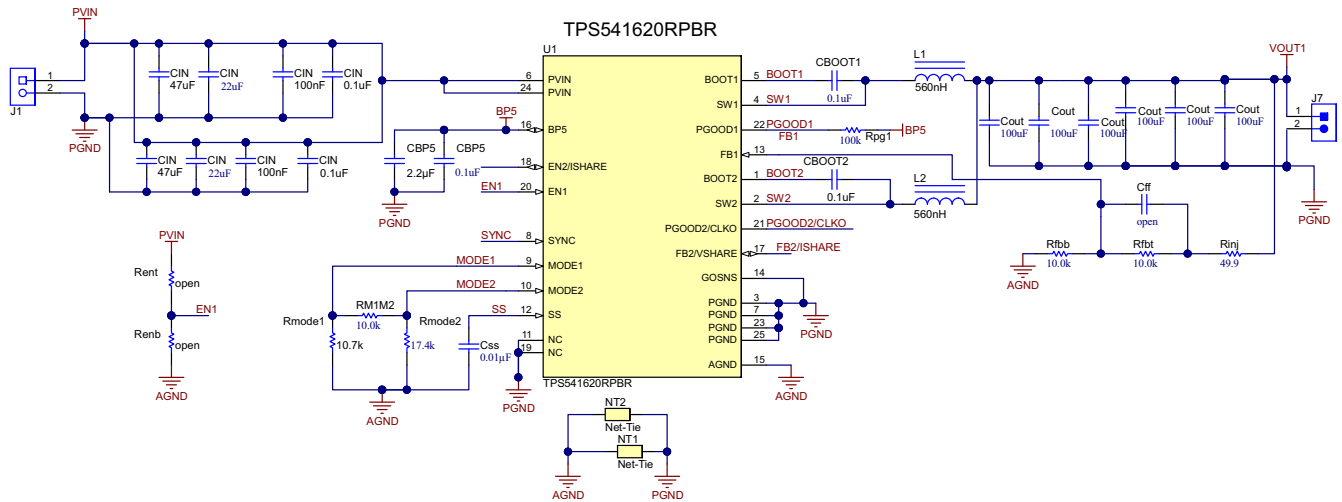 TPS541620RPBR
PVIN
J1
1
2
PGND
CIN
47uF
CIN
22uF
CIN
100nF
CIN
0.1uF
CIN
47uF
CIN
22uF
CIN
100nF
CIN
0.1uF
BP5
CBP5
2.2µF
CBP5
0.1uF
PGND
EN1
SYNC
PVIN
Rent
open
EN1
Renb
open
AGND
MODE1
MODE2
Rmode1
10.7k
RM1M2
10.0k
Rmode2
17.4k
SS
Css
0.01µF
AGND
PGND
U1
6 PVIN
24 PVIN
16 BP5
18 EN2/ISHARE
20 EN1
8 SYNC
9 MODE1
10 MODE2
12 SS
11 NC
19 NC
BOOT1 5
SW1 4
PGOOD1 22
FB1 13
BOOT2 1
SW2 2
PGOOD2/CLKO 21
FB2/VSHARE 17
GOSNS 14
PGND 3
PGND 7
PGND 23
PGND 25
AGND 15
TPS541620RPBR
BOOT1
SW1
PGOOD1
FB1
BOOT2
SW2
PGOOD2/CLKO
FB2/ISHARE
CBOOT1
0.1uF
Rpg1
100k
BP5
CBOOT2
0.1uF
L1
560nH
L2
560nH
PGND
AGND
Cout
100uF
Cout
100uF
Cout
100uF
Cout
100uF
Cout
100uF
Cout
100uF
VOUT1
J7
1
2
PGND
Cff
open
Rfbb
10.0k
Rfbt
10.0k
Rinj
49.9
AGND
NT2
Net-Tie
NT1
Net-Tie
AGND
PGND